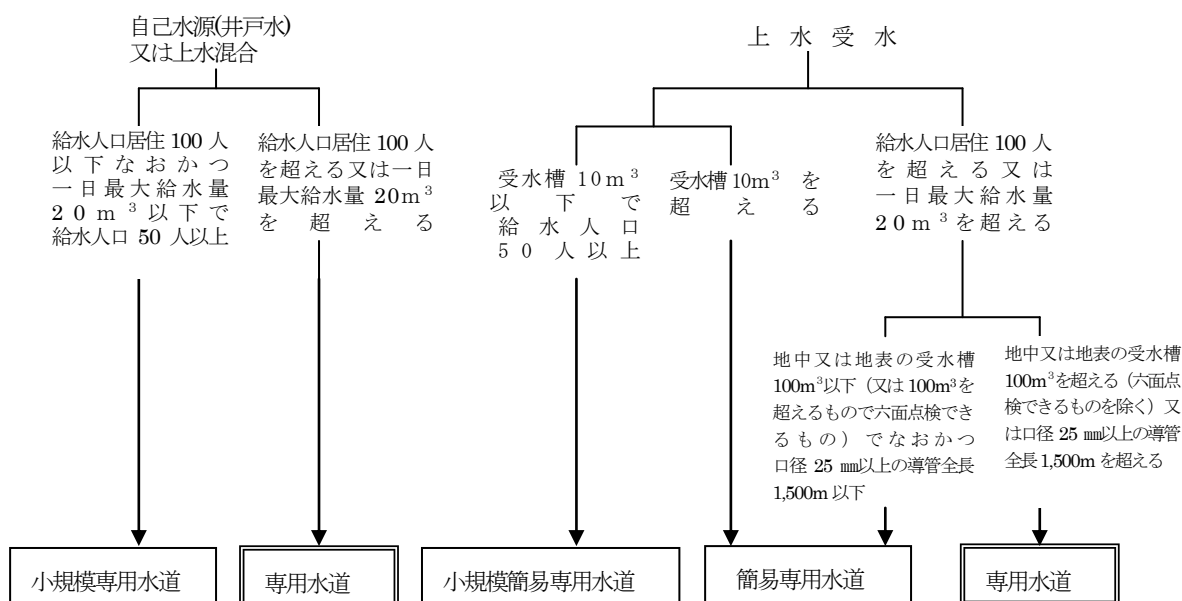 自己水源(井戸水)
又は上水混合
上水受水
給水人口居住 100 人
以下なおかつ
一日最大給水量
20m³以下で
給水人口 50 人以上
給水人口居住 100 人
を超える又は一日
最大給水量 20m³
を超える
受水槽 10m³
以下で
給水人口
50人以上
受水槽 10m³ を
超える
給水人口居住 100 人
を超える又は
一日最大給水量
20m³を超える
地中又は地表の受水槽
100m³以下（又は 100m³を
超えるもので六面点検でき
るもの）でなおかつ
口径 25 ㎜以上の導管全長
1,500m 以下
地中又は地表の受水槽
100m³を超える（六面点
検できるものを除く）又
は口径 25 ㎜以上の導管
全長 1,500m を超える
小規模専用水道
専用水道
小規模簡易専用水道
簡易専用水道
専用水道